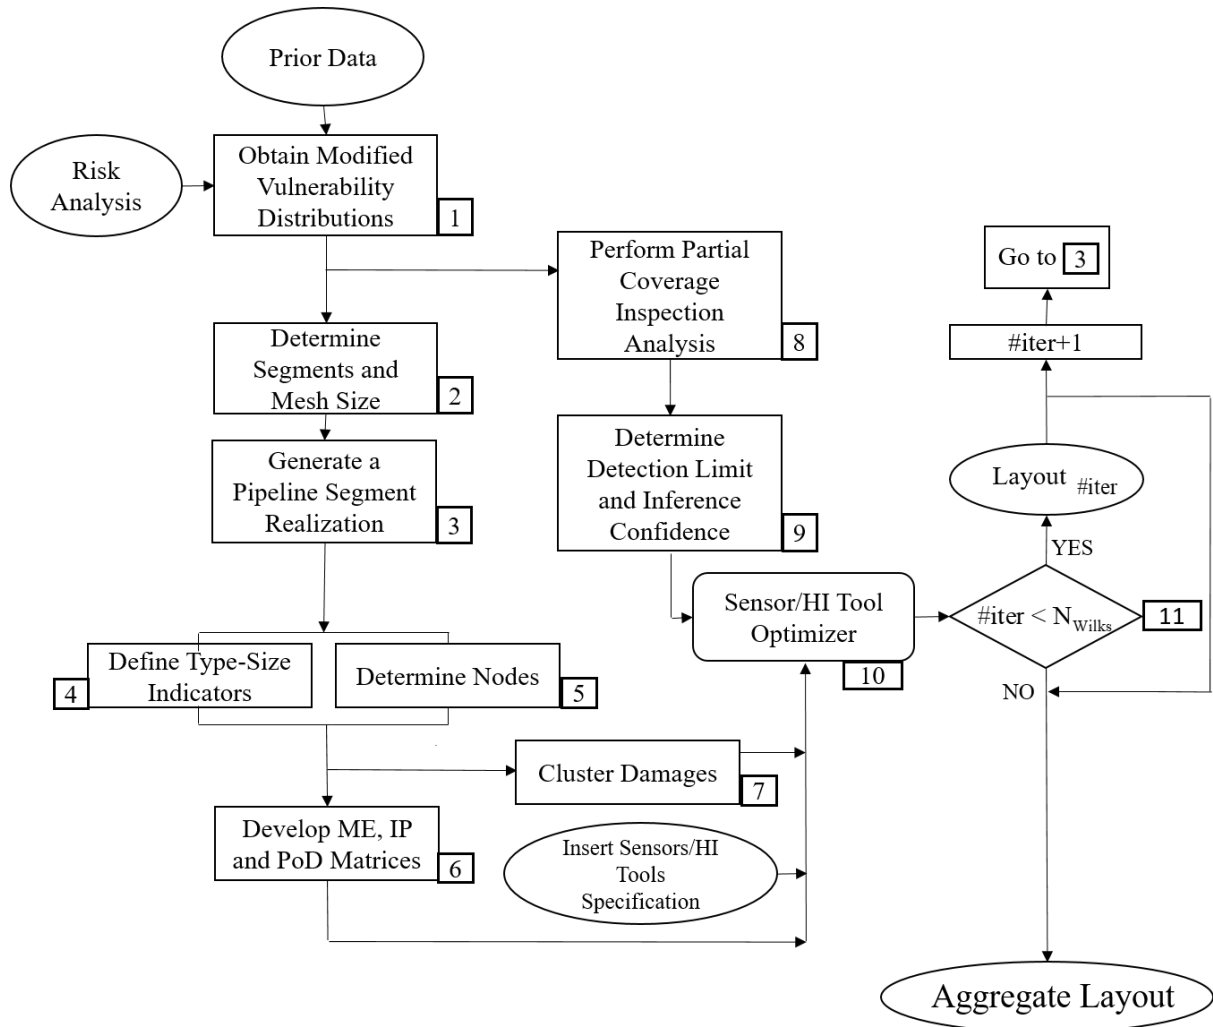 Prior Data
Risk
Analysis
Obtain Modified
Vulnerability
Distributions
1
Determine
Segments and
Mesh Size
2
Generate a
Pipeline Segment
Realization
3
Define Type-Size
Indicators
4
Determine Nodes
5
Develop ME, IP
and PoD Matrices
6
Cluster Damages
7
Insert Sensors/HI
Tools
Specification
Perform Partial
Coverage
Inspection
Analysis
8
Determine
Detection Limit
and Inference
Confidence
9
Sensor/HI Tool
Optimizer
10
#iter < NWilks
11
YES
NO
Layout #iter
#iter+1
Go to 3
Aggregate Layout